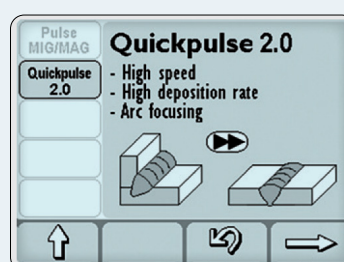 Pulse
MIG/MAG
Quickpulse
2.0
Quickpulse 2.0
- High speed
- High deposition rate
- Arc focusing